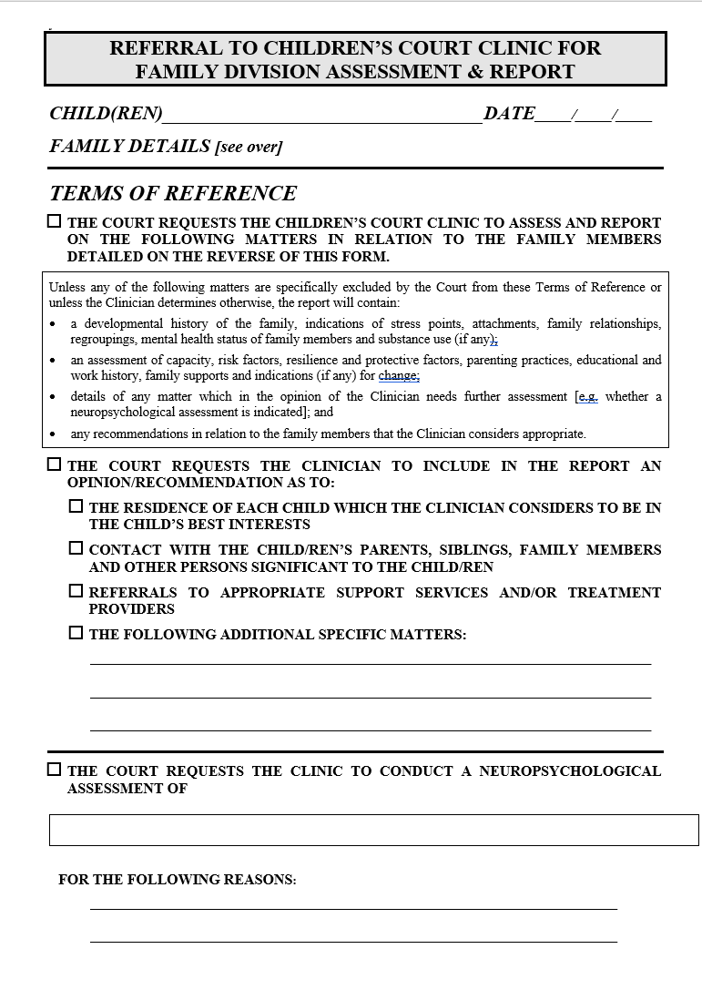 REFERRAL TO CHILDREN’S COURT CLINIC FOR
FAMILY DIVISION ASSESSMENT & REPORT
CHILD(REN)___________________________________DATE____/____/____
FAMILY DETAILS [see over]
TERMS OF REFERENCE
☐ THE COURT REQUESTS THE CHILDREN’S COURT CLINIC TO ASSESS AND REPORT
ON THE FOLLOWING MATTERS IN RELATION TO THE FAMILY MEMBERS
DETAILED ON THE REVERSE OF THIS FORM.
Unless any of the following matters are specifically excluded by the Court from these Terms of Reference or
unless the Clinician determines otherwise, the report will contain:
• a developmental history of the family, indications of stress points, attachments, family relationships,
regroupings, mental health status of family members and substance use (if any);
• an assessment of capacity, risk factors, resilience and protective factors, parenting practices, educational and
work history, family supports and indications (if any) for change;
• details of any matter which in the opinion of the Clinician needs further assessment [e.g. whether a
neuropsychological assessment is indicated]; and
• any recommendations in relation to the family members that the Clinician considers appropriate.
☐ THE COURT REQUESTS THE CLINICIAN TO INCLUDE IN THE REPORT AN
OPINION/RECOMMENDATION AS TO:
☐ THE RESIDENCE OF EACH CHILD WHICH THE CLINICIAN CONSIDERS TO BE IN
THE CHILD’S BEST INTERESTS
☐ CONTACT WITH THE CHILD/REN’S PARENTS, SIBLINGS, FAMILY MEMBERS
AND OTHER PERSONS SIGNIFICANT TO THE CHILD/REN
☐ REFERRALS TO APPROPRIATE SUPPORT SERVICES AND/OR TREATMENT
PROVIDERS
☐ THE FOLLOWING ADDITIONAL SPECIFIC MATTERS:
☐ THE COURT REQUESTS THE CLINIC TO CONDUCT A NEUROPSYCHOLOGICAL
ASSESSMENT OF
FOR THE FOLLOWING REASONS: